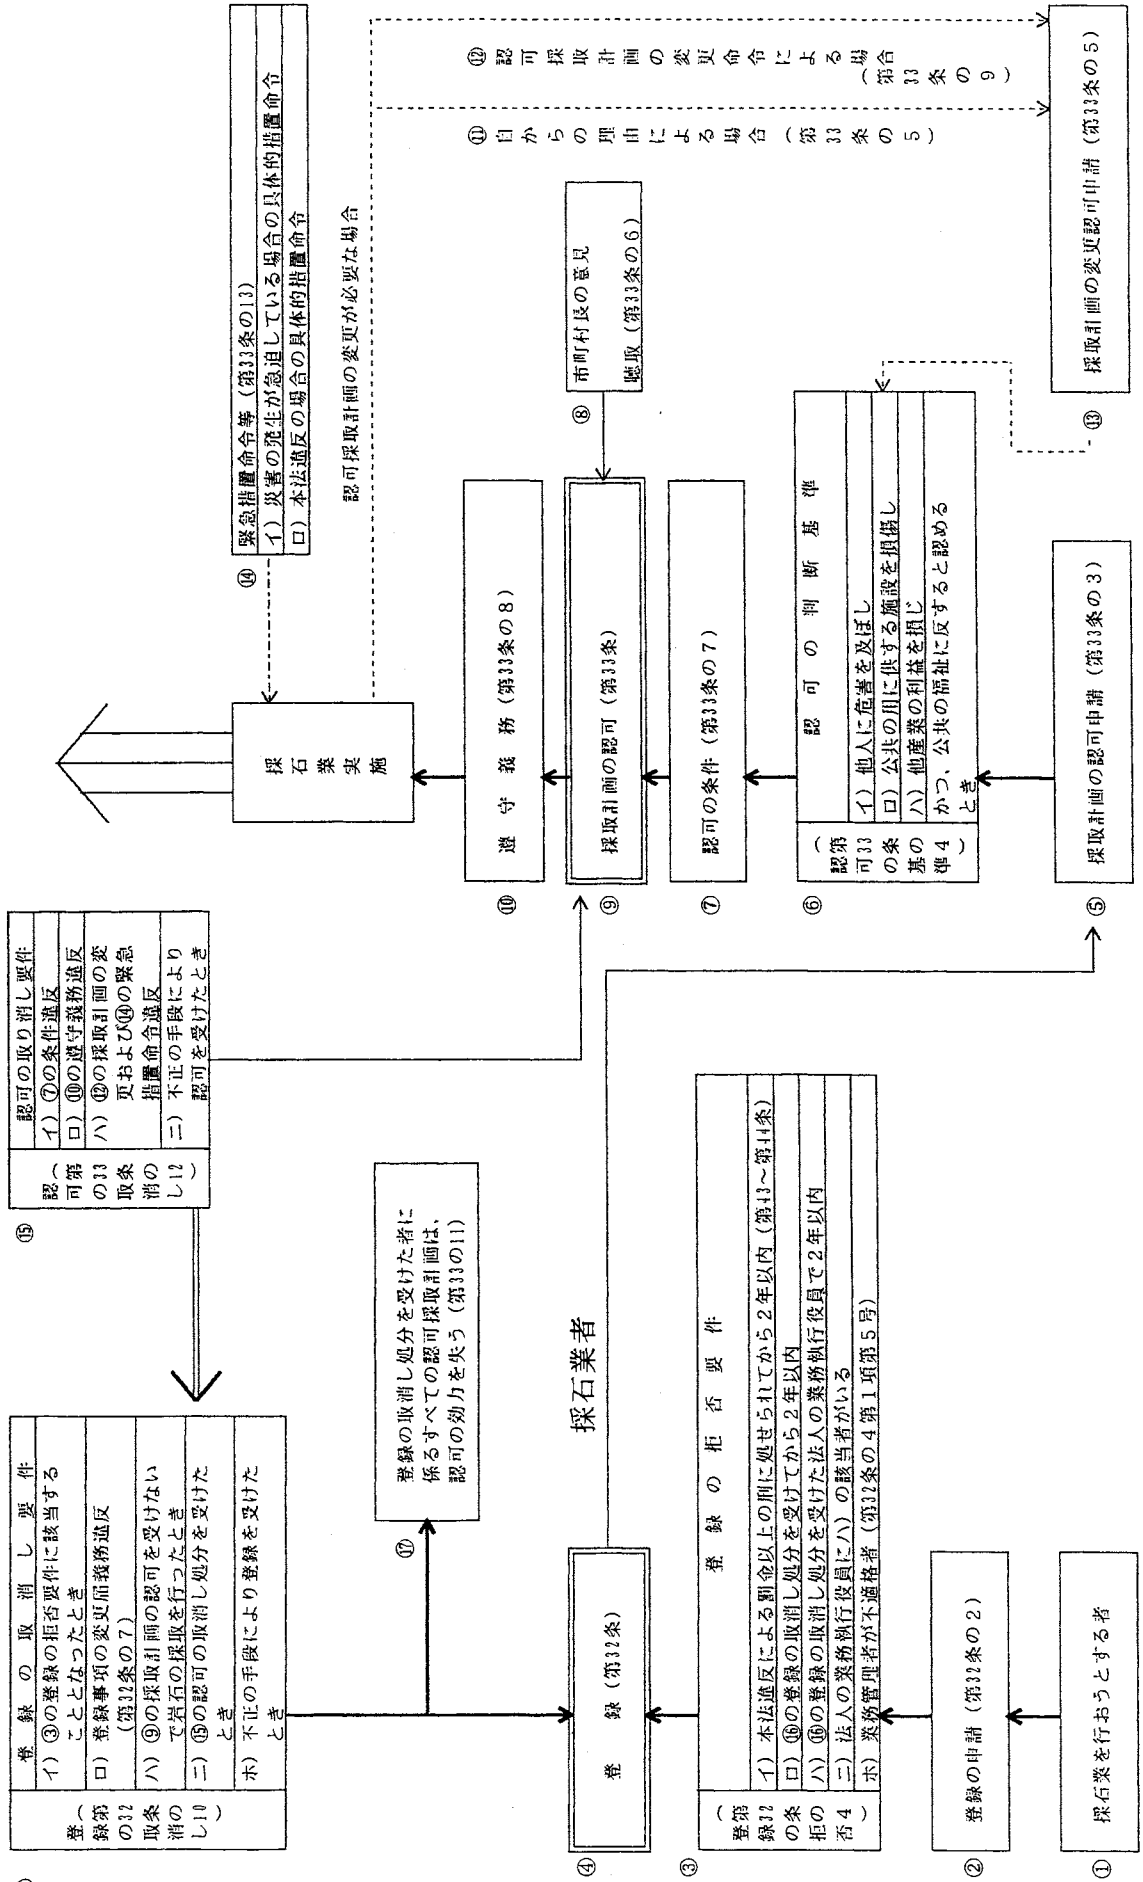 ①
採石業を行おうとする者
②
登録の申請（第32条の2）
③
登録の拒否
（第32条の4）
登録の拒否要件
イ）本法違反による罰金以上の刑に処せられてから2年以内（第43～第44条）
ロ）⑯の登録の取消し処分を受けてから2年以内
ハ）⑯の登録の取消し処分を受けた法人の業務執行役員で2年以内
ニ）法人の業務執行役員にハ）の該当者がいる
ホ）業務管理者が不適格者（第32条の4第1項第5号）
④
登　　録（第32条）
採石業者
登録の取消し
（第32条の10）
登録の取消し要件
イ）③の登録の拒否要件に該当する
こととなったとき
ロ）登録事項の変更届義務違反
（第32条の7）
ハ）⑨の採取計画の認可を受けない
で岩石の採取を行ったとき
ニ）⑮の認可の取消し処分を受けた
とき
ホ）不正の手段により登録を受けた
とき
⑰
登録の取消し処分を受けた者に
係るすべての認可採取計画は、
認可の効力を失う（第33の11）
⑮
認可の取消し
（第33条の12）
認可の取り消し要件
イ）⑦の条件違反
ロ）⑩の遵守義務違反
ハ）⑫の採取計画の変
更および⑭の緊急
措置命令違反
ニ）不正の手段により
認可を受けたとき
⑤
採取計画の認可申請（第33条の3）
⑥
認可の基準
（第33条の4）
認可の判断基準
イ）他人に危害を及ぼし
ロ）公共の用に供する施設を損傷し
ハ）他産業の利益を損じ
かつ、公共の福祉に反すると認める
とき
⑦
認可の条件（第33条の7）
⑧
市町村長の意見
聴取（第33条の6）
⑨
採取計画の認可（第33条）
⑩
遵守義務（第33条の8）
採石業実施
⑭
緊急措置命令等（第33条の13）
イ）災害の発生が急迫している場合の具体的措置命令
ロ）本法違反の場合の具体的措置命令
認可採取計画の変更が必要な場合
⑪自からの理由による場合（第33条の5）
⑫認可採取計画の変更命令による場合
（第33条の9）
⑬
採取計画の変更認可申請（第33条の5）